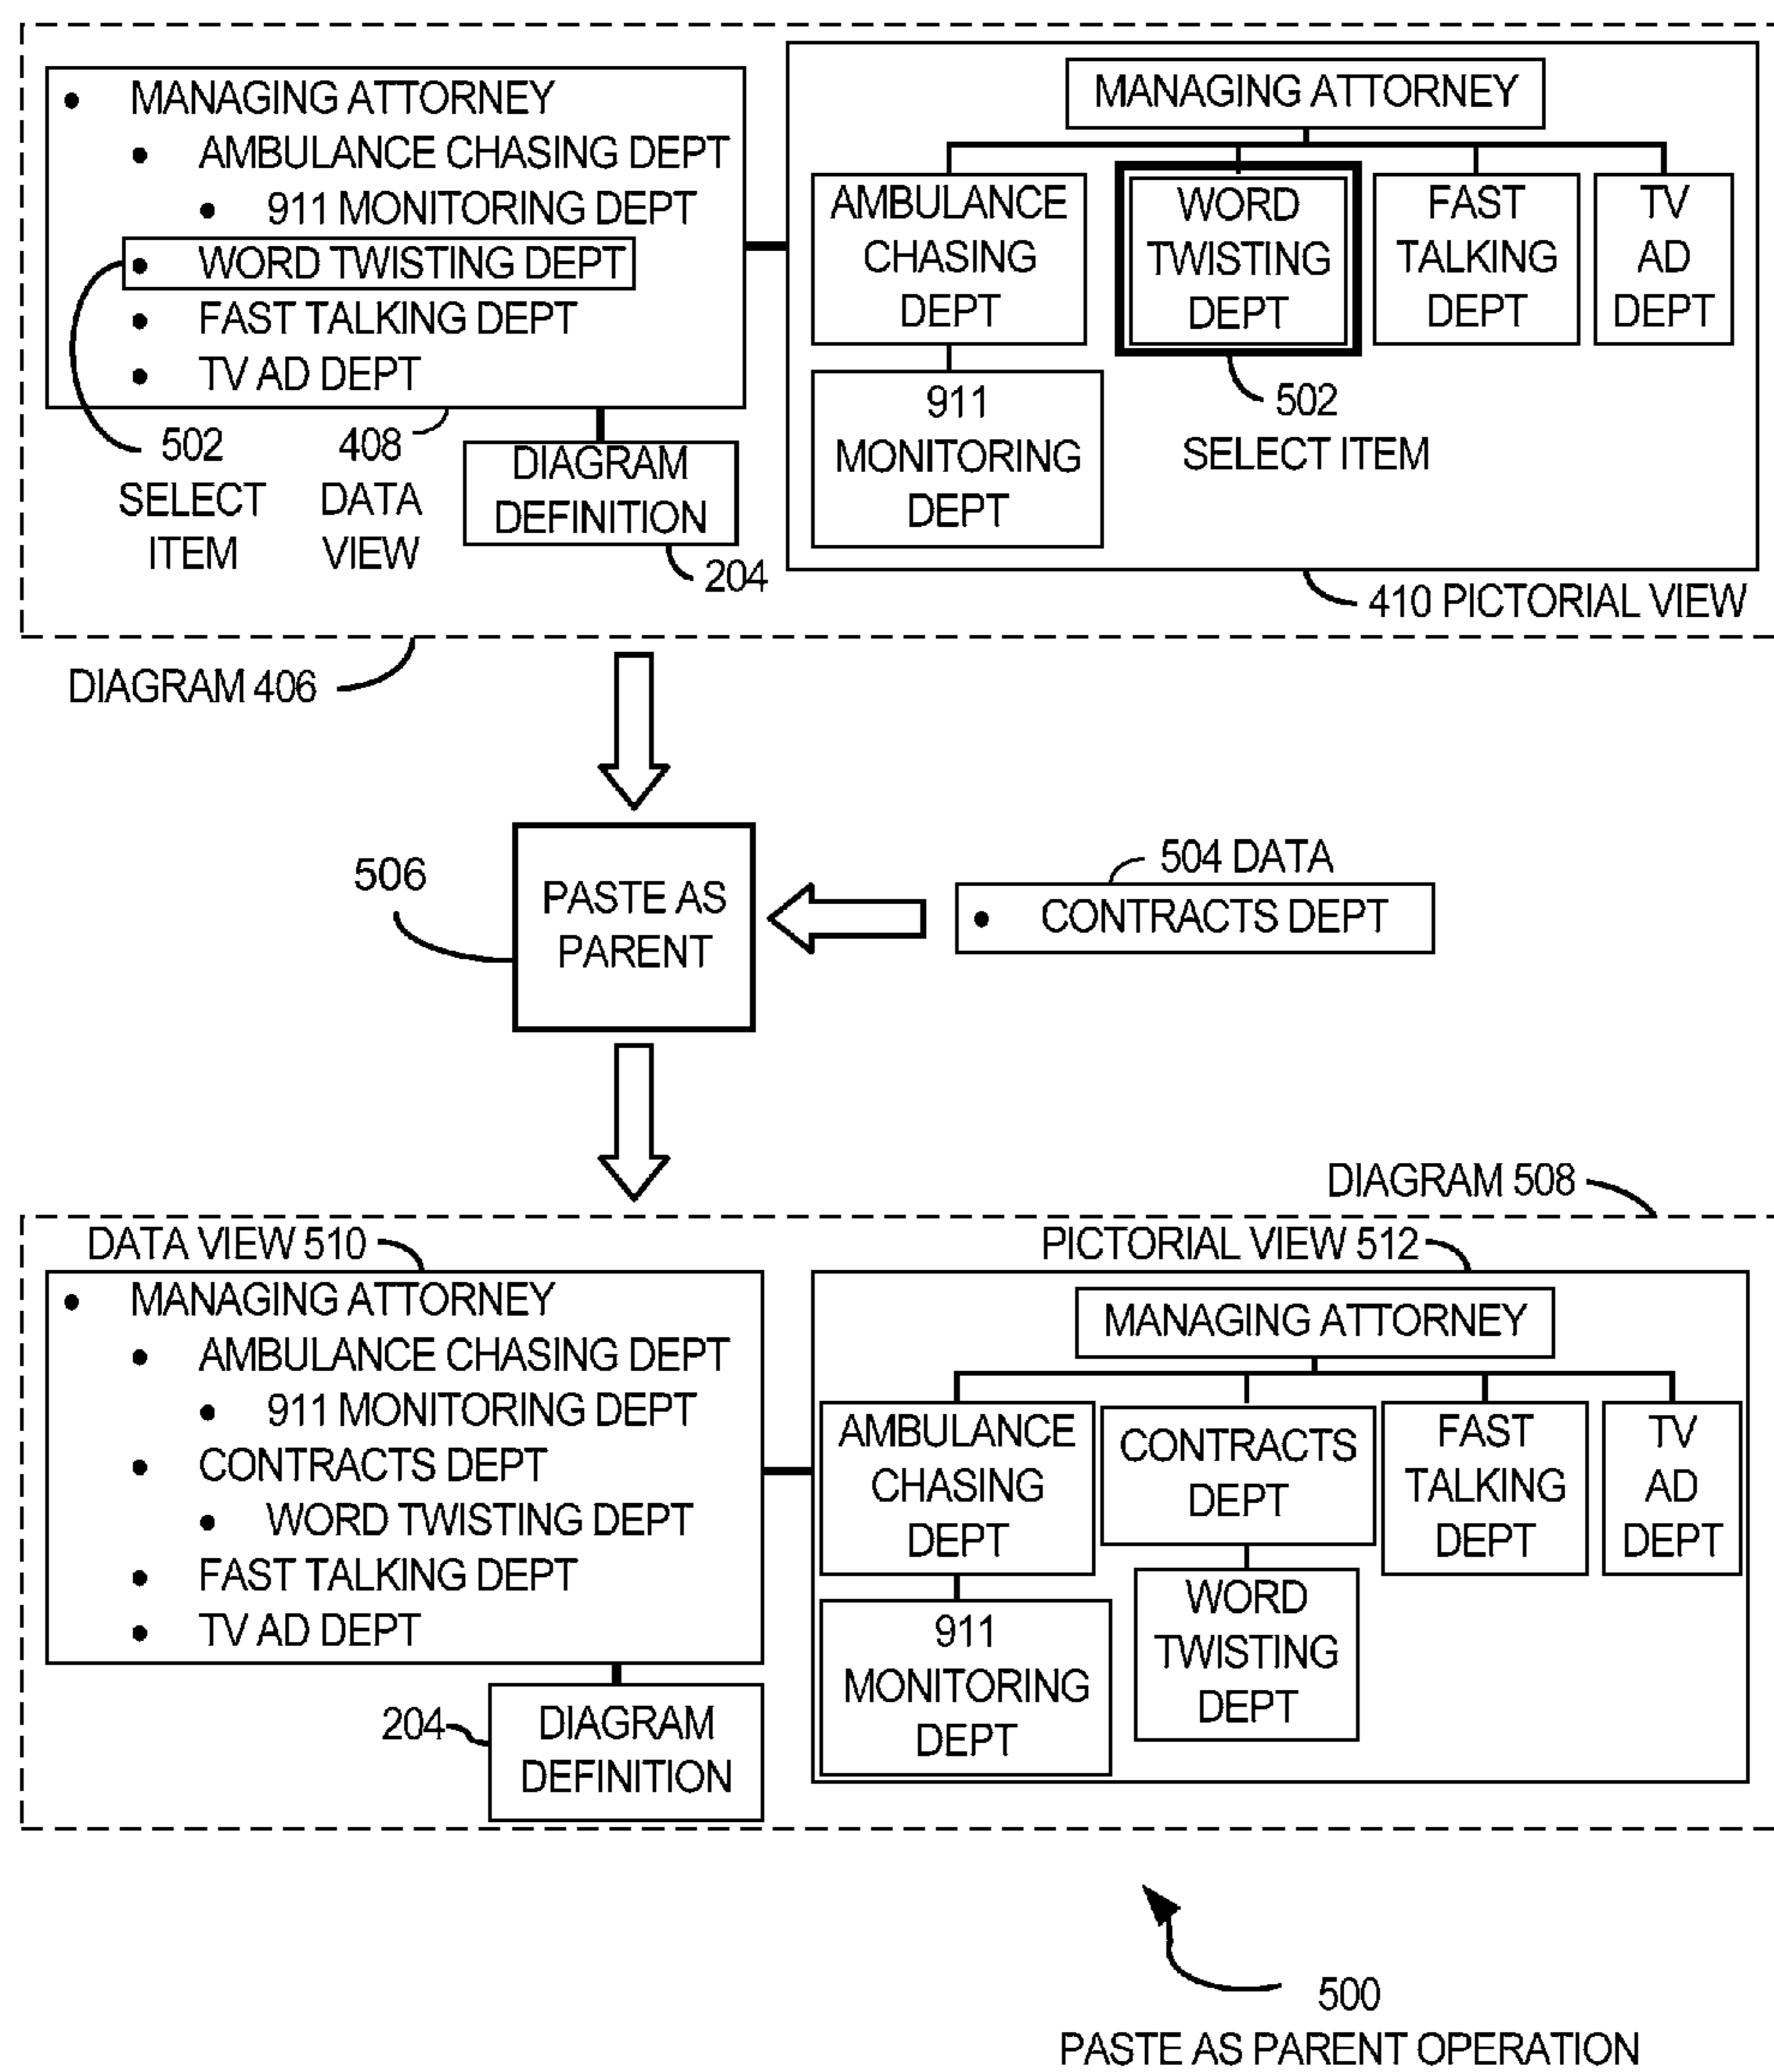 • MANAGING ATTORNEY
• AMBULANCE CHASING DEPT
• 911 MONITORING DEPT
• WORD TWISTING DEPT
• FAST TALKING DEPT
• TV AD DEPT
502
SELECT
ITEM
408
DATA
VIEW
DIAGRAM
DEFINITION
204
MANAGING ATTORNEY
AMBULANCE
CHASING
DEPT
WORD
TWISTING
DEPT
FAST
TALKING
DEPT
TV
AD
DEPT
911
MONITORING
DEPT
502
SELECT ITEM
410 PICTORIAL VIEW
DIAGRAM 406
506
PASTE AS
PARENT
504 DATA
• CONTRACTS DEPT
DIAGRAM 508
DATA VIEW 510
• MANAGING ATTORNEY
• AMBULANCE CHASING DEPT
• 911 MONITORING DEPT
• CONTRACTS DEPT
• WORD TWISTING DEPT
• FAST TALKING DEPT
• TV AD DEPT
204
DIAGRAM
DEFINITION
PICTORIAL VIEW 512
MANAGING ATTORNEY
AMBULANCE
CHASING
DEPT
CONTRACTS
DEPT
FAST
TALKING
DEPT
TV
AD
DEPT
911
MONITORING
DEPT
WORD
TWISTING
DEPT
500
PASTE AS PARENT OPERATION